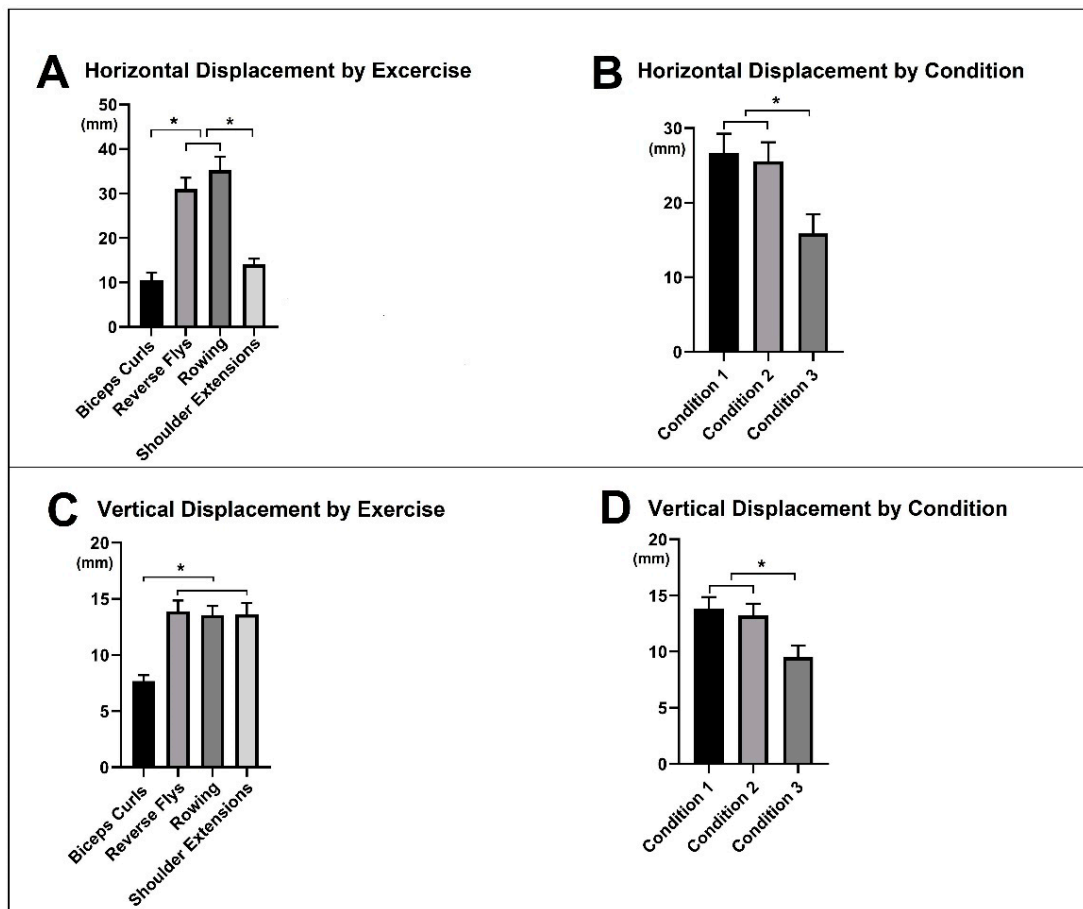 A Horizontal Displacement by Excercise
50
(mm)
* *
40
30
20
10
0
Biceps Curls
Reverse Flys
Rowing
Shoulder Extensions
B Horizontal Displacement by Condition
*
30
(mm)
20
10
0
Condition 1
Condition 2
Condition 3
C Vertical Displacement by Exercise
20
(mm)
*
15
10
5
0
Biceps Curls
Reverse Flys
Rowing
Shoulder Extensions
D Vertical Displacement by Condition
20
(mm)
*
15
10
5
0
Condition 1
Condition 2
Condition 3